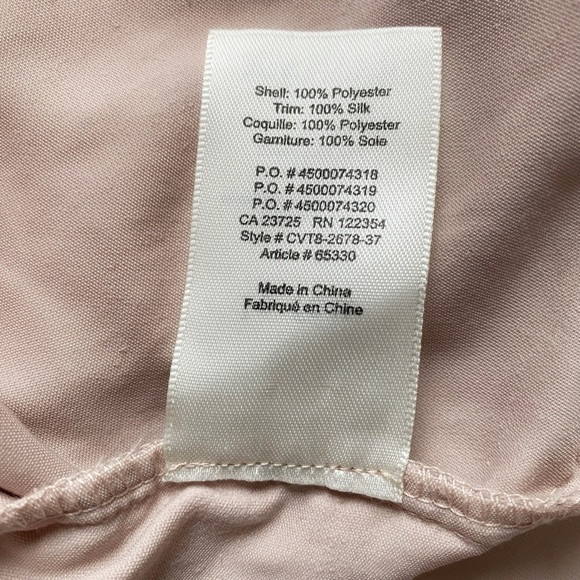 Shell: 100% Polyester
Trim: 100% Silk
Coquille: 100% Polyester
Garniture: 100% Soie
P.O. # 4500074318
P.O. # 4500074319
P.O. # 4500074320
CA 23725 RN 122354
Style # CVT8-2678-37
Article # 65330
Made in China
Fabriqué en Chine